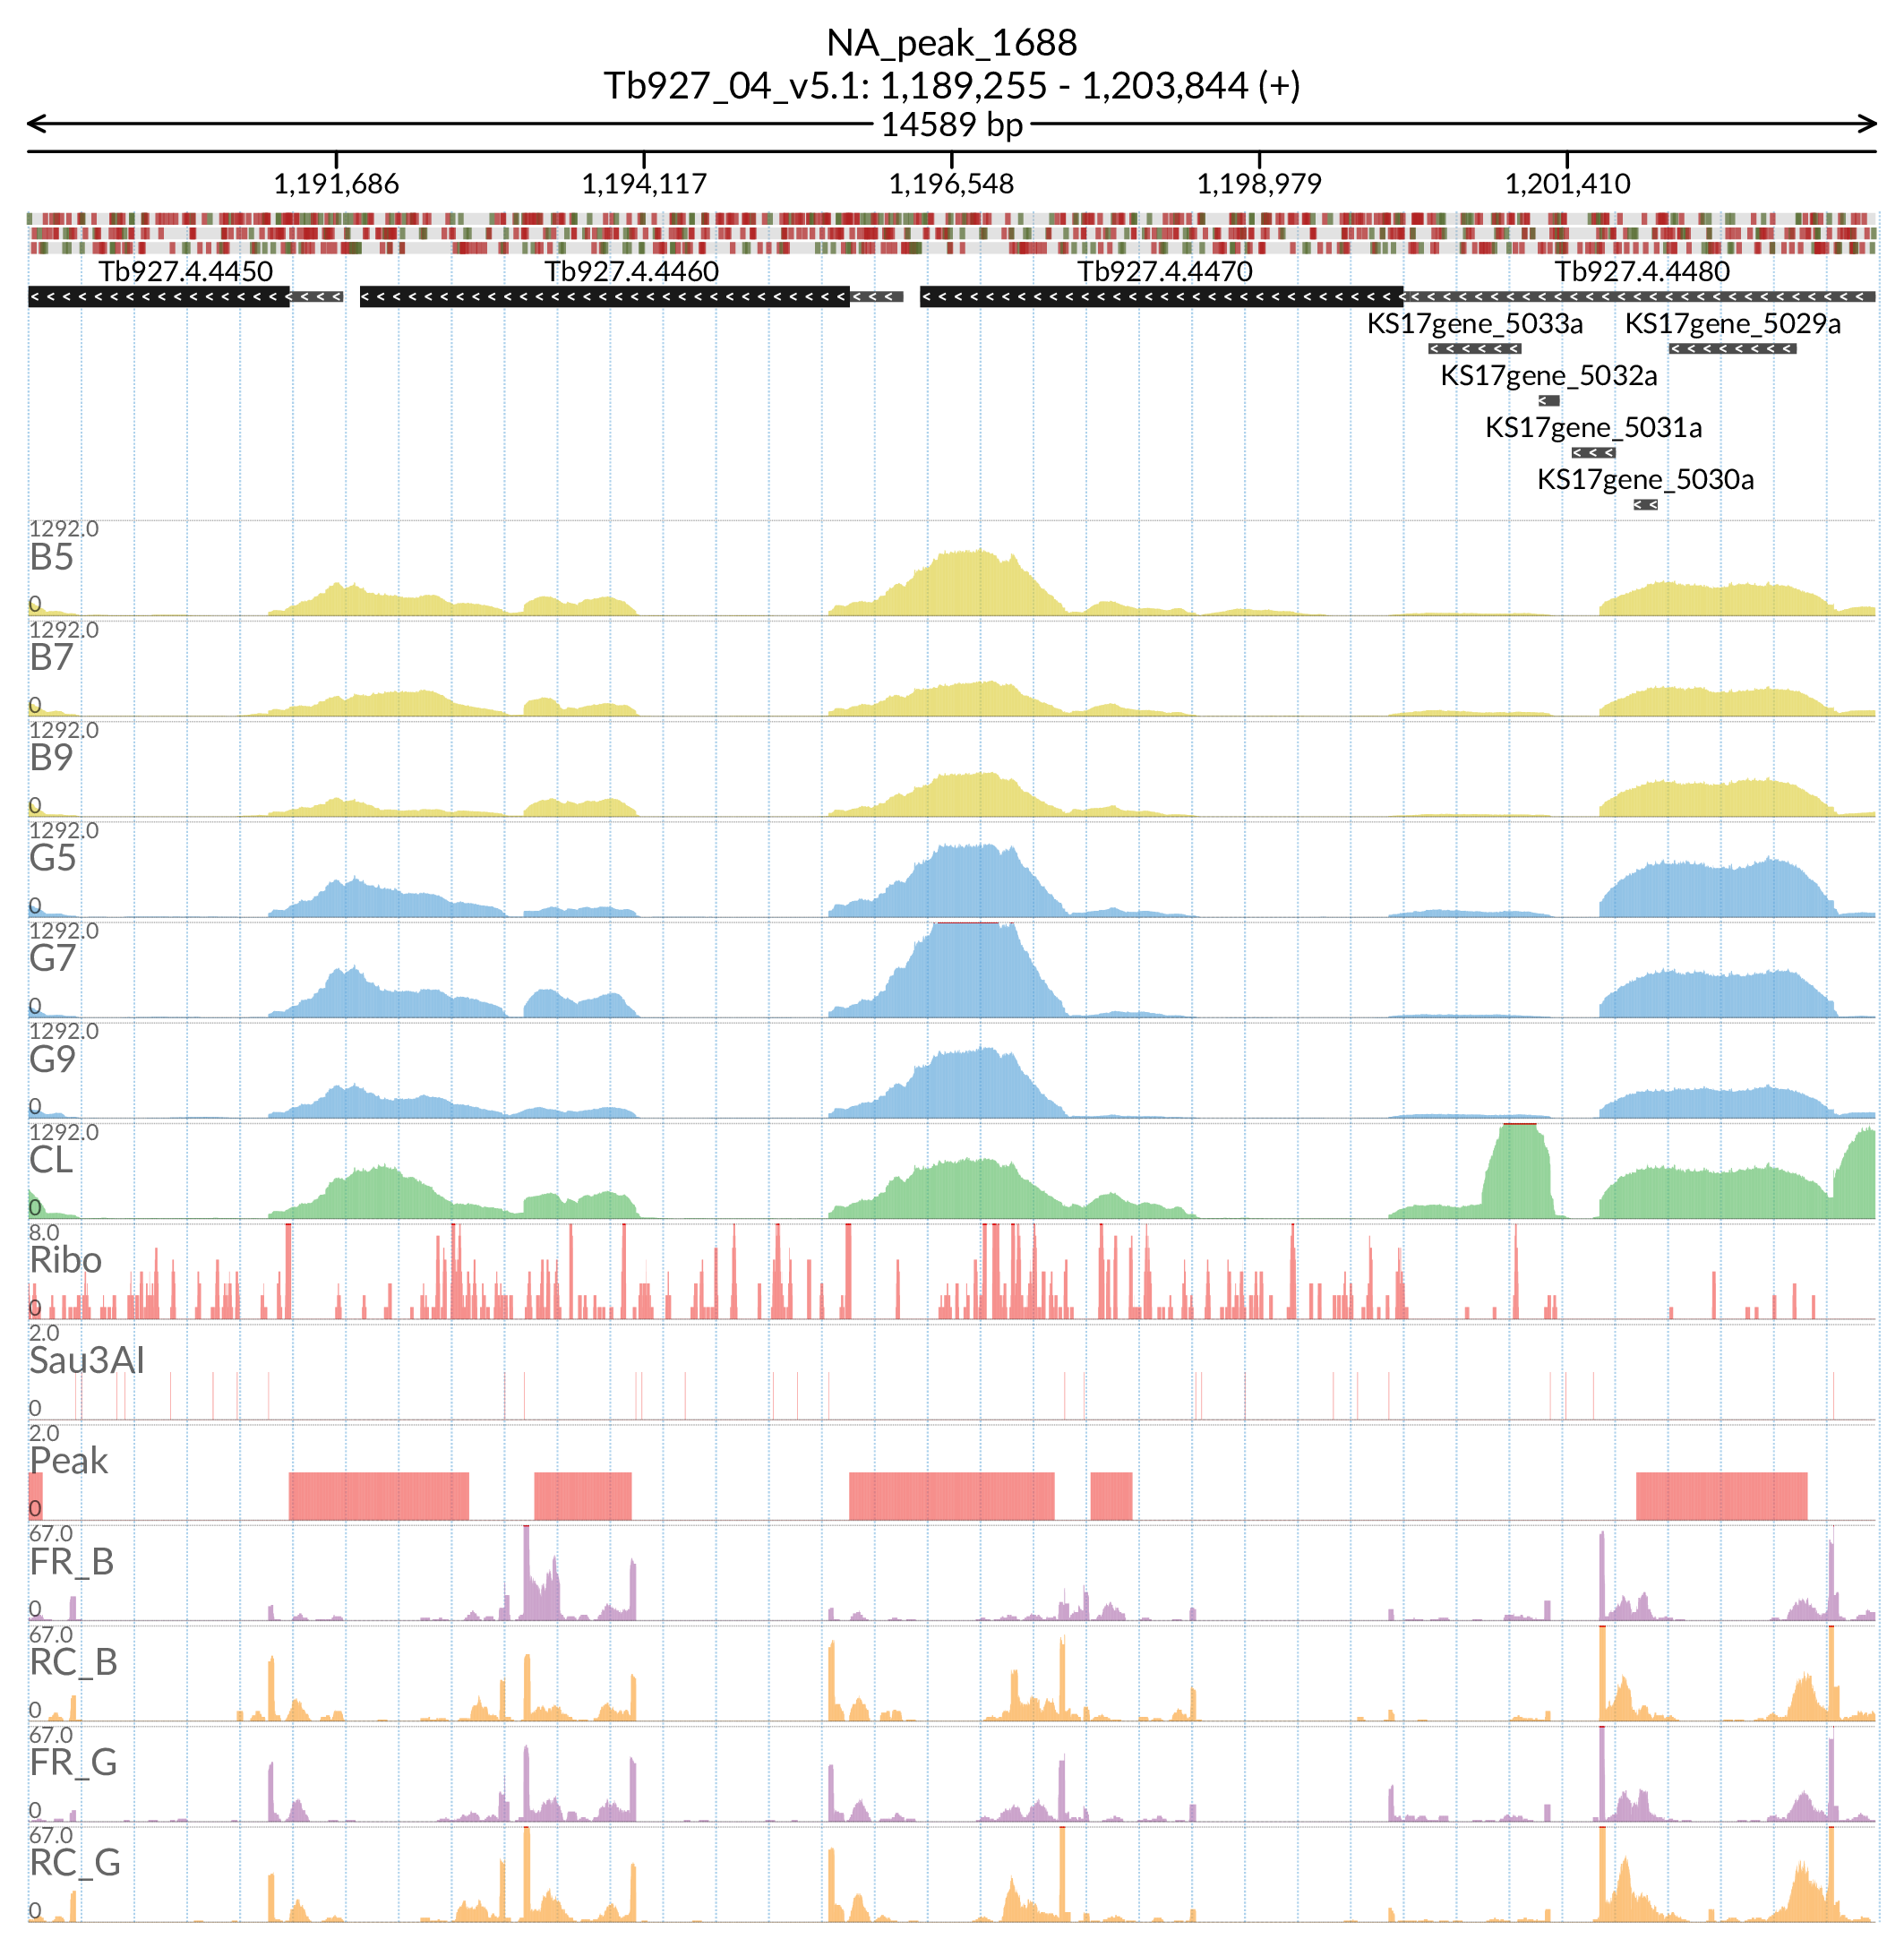 NA_peak_1688
Tb927_04_v5.1: 1,189,255 - 1,203,844 (+)
14589 bp
1,191,686 1,194,117 1,196,548 1,198,979 1,201,410
Tb927.4.4450 Tb927.4.4460 Tb927.4.4470 Tb927.4.4480
KS17gene_5033a KS17gene_5029a
KS17gene_5032a
KS17gene_5031a
KS17gene_5030a
1292.0
B5
0
1292.0
B7
0
1292.0
B9
0
1292.0
G5
0
1292.0
G7
0
1292.0
G9
0
1292.0
CL
0
8.0
Ribo
0
2.0
Sau3AI
0
2.0
Peak
0
67.0
FR_B
0
67.0
RC_B
0
67.0
FR_G
0
67.0
RC_G
0